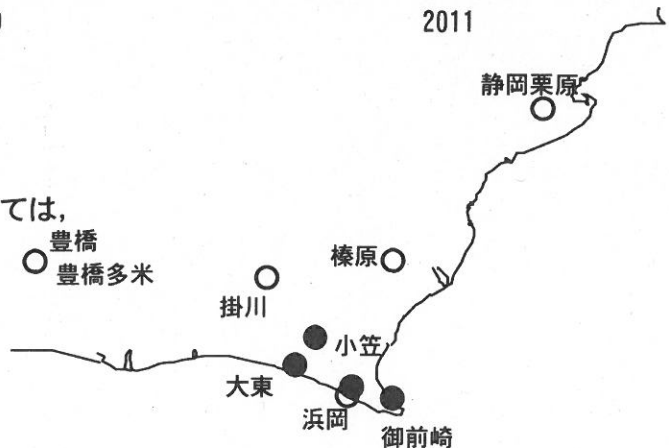 2011
静岡栗原
ては，
豊橋
豊橋多米
榛原
掛川
小笠
大東
浜岡
御前崎